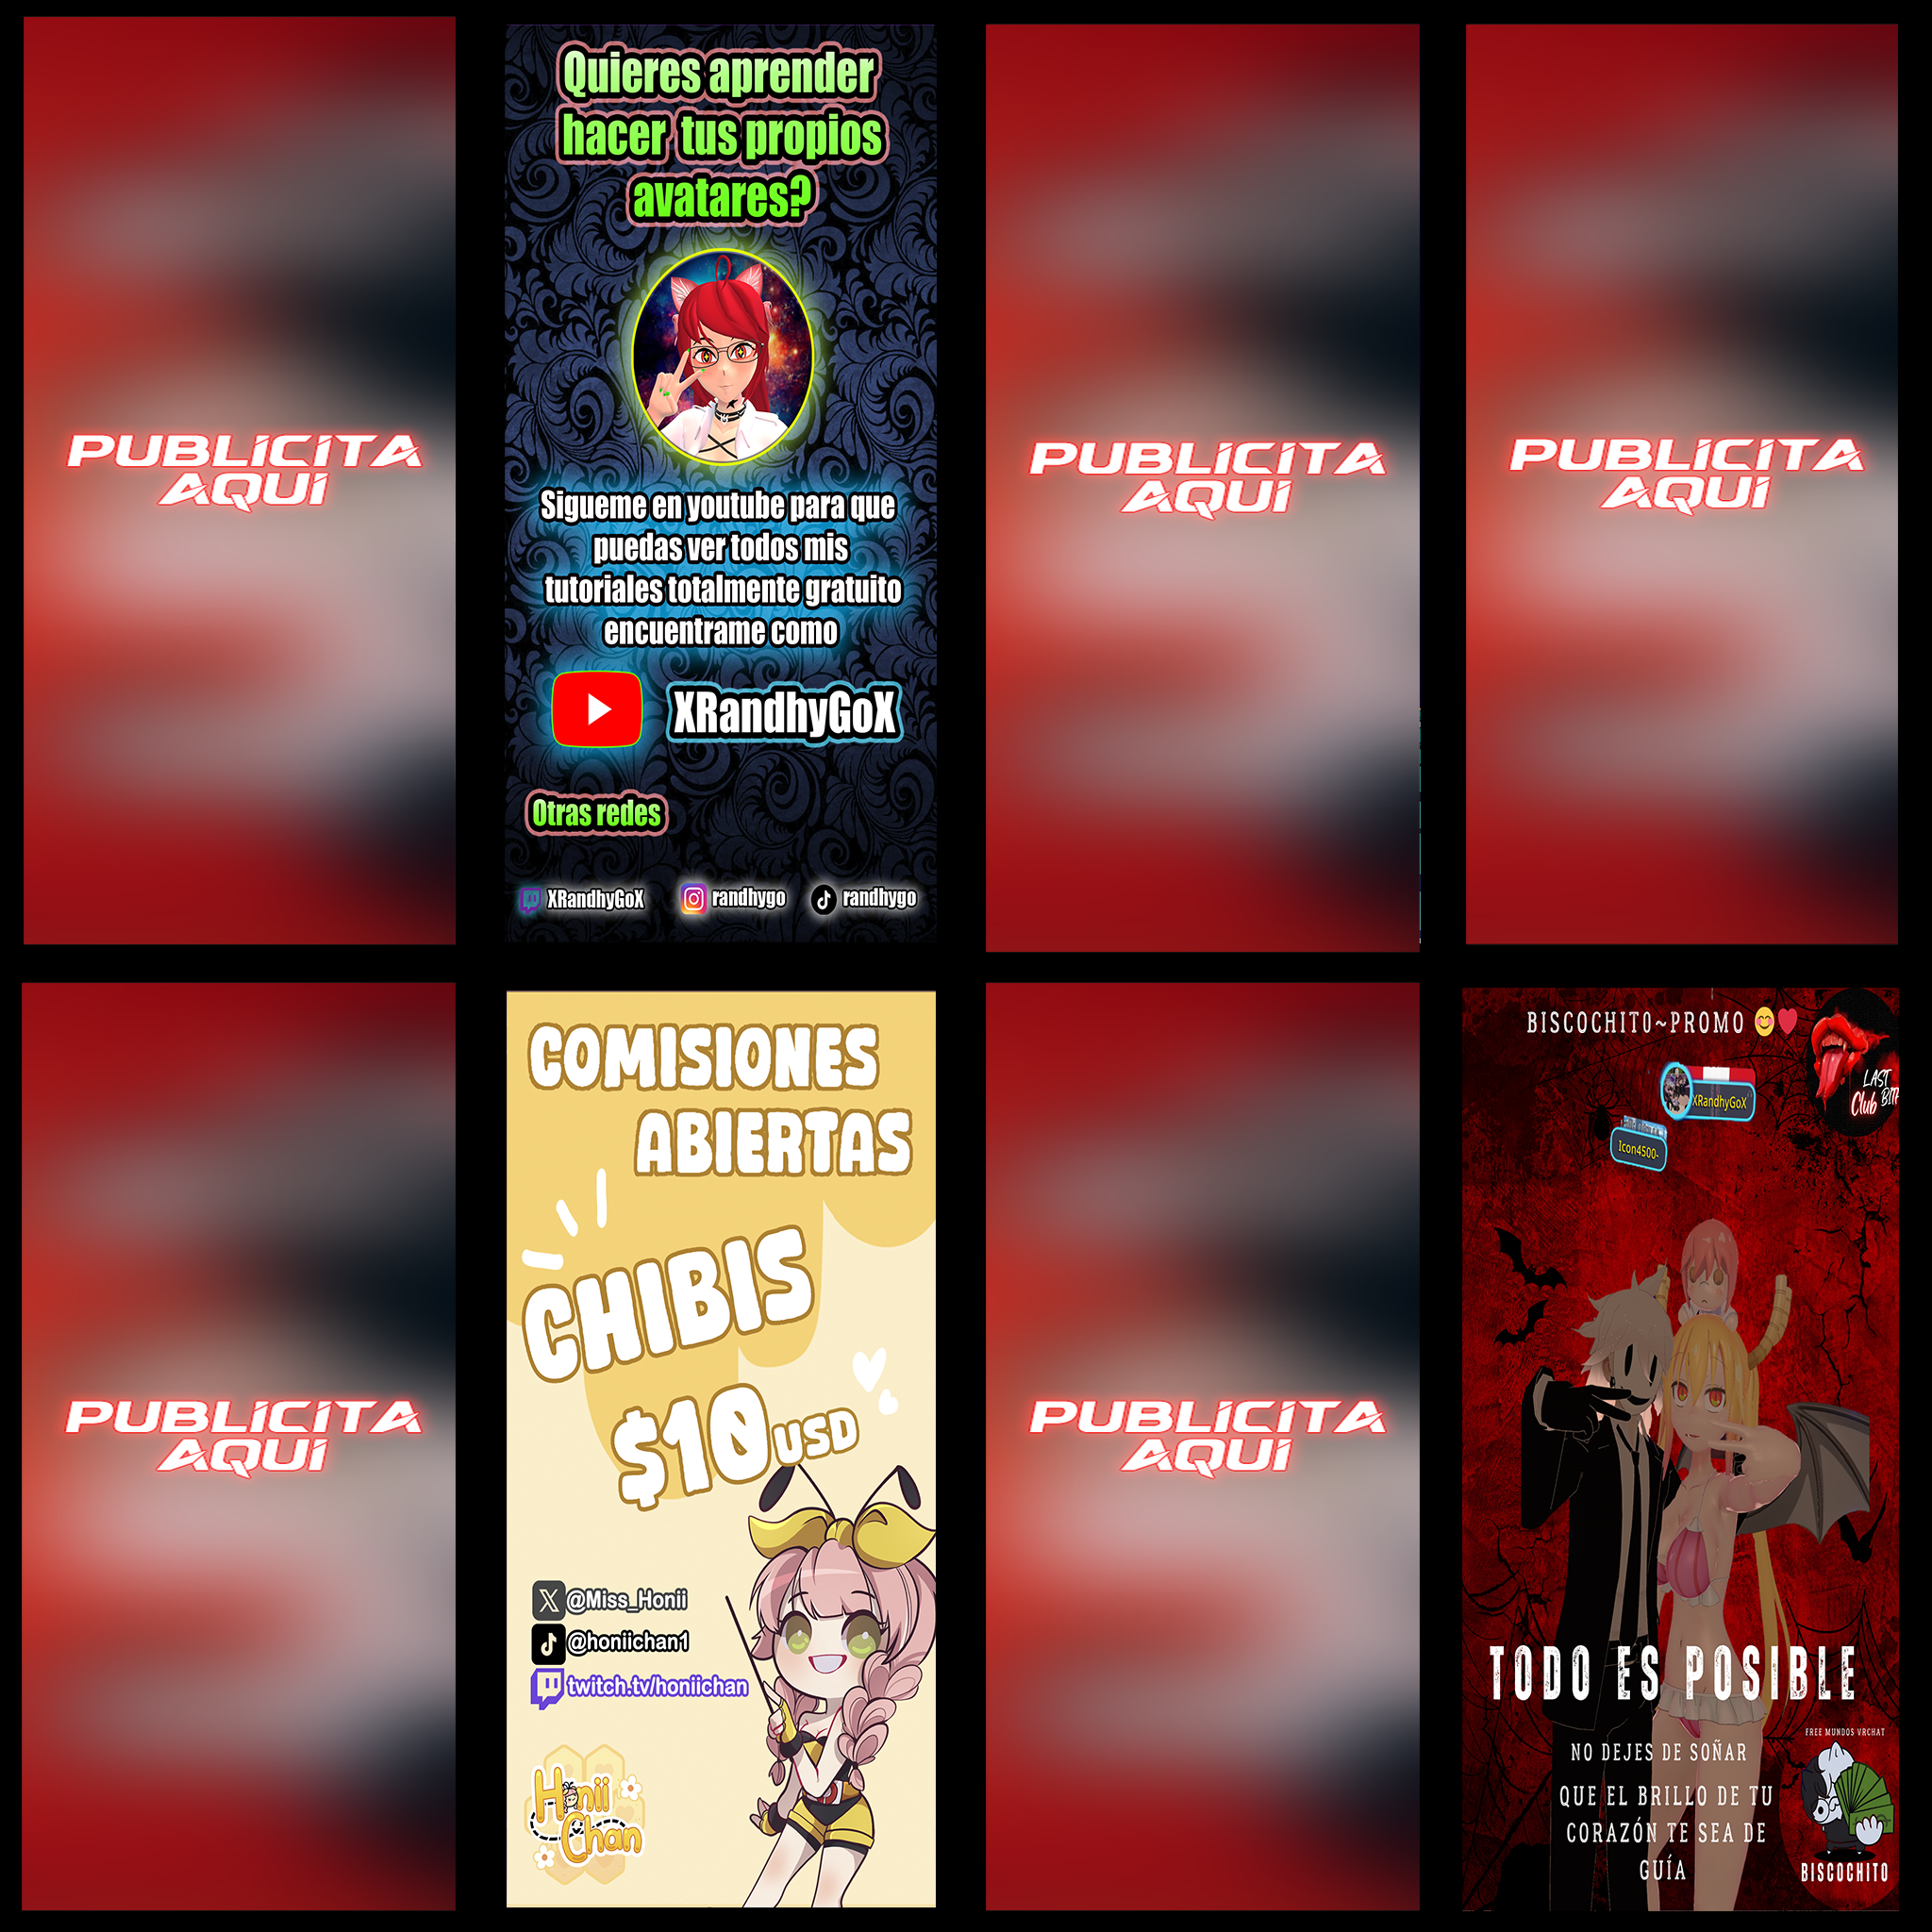 PUBLICITA
AQUI
Quieres aprender
hacer tus propios
avatares?
Sigueme en youtube para que
puedas ver todos mis
tutoriales totalmente gratuito
encuentrame como
XRandhyGoX
Otras redes
XRandhyGoX
randhygo
randhygo
PUBLICITA
AQUI
PUBLICITA
AQUI
PUBLICITA
AQUI
COMISIONES
ABIERTAS
CHIBIS
$10 USD
@Miss_Honii
@honiichan1
twitch.tv/honiichan
Honii
Chan
PUBLICITA
AQUI
BISCOCHIT0~PROMO 😊❤️
LAST
Club
XRandhyGoX
Icon4500-
TODO ES POSIBLE
FREE MUNDOS VRCHAT
NO DEJES DE SOÑAR
QUE EL BRILLO DE TU
CORAZÓN TE SEA DE
GUÍA
BISCOCHITO